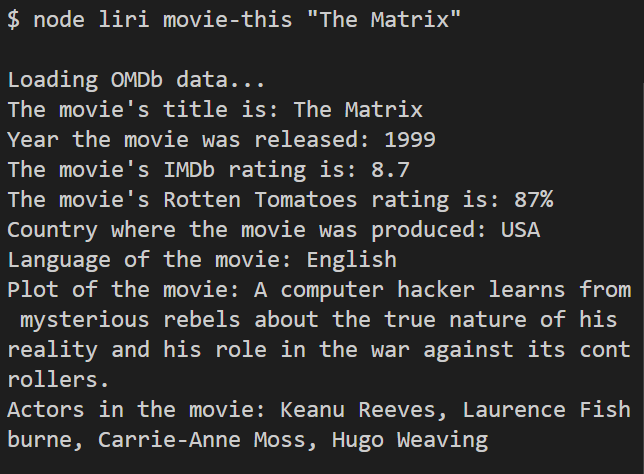 $ node liri movie-this "The Matrix"
Loading OMDb data...
The movie's title is: The Matrix
Year the movie was released: 1999
The movie's IMDb rating is: 8.7
The movie's Rotten Tomatoes rating is: 87%
Country where the movie was produced: USA
Language of the movie: English
Plot of the movie: A computer hacker learns from
 mysterious rebels about the true nature of his
reality and his role in the war against its cont
rollers.
Actors in the movie: Keanu Reeves, Laurence Fish
burne, Carrie-Anne Moss, Hugo Weaving